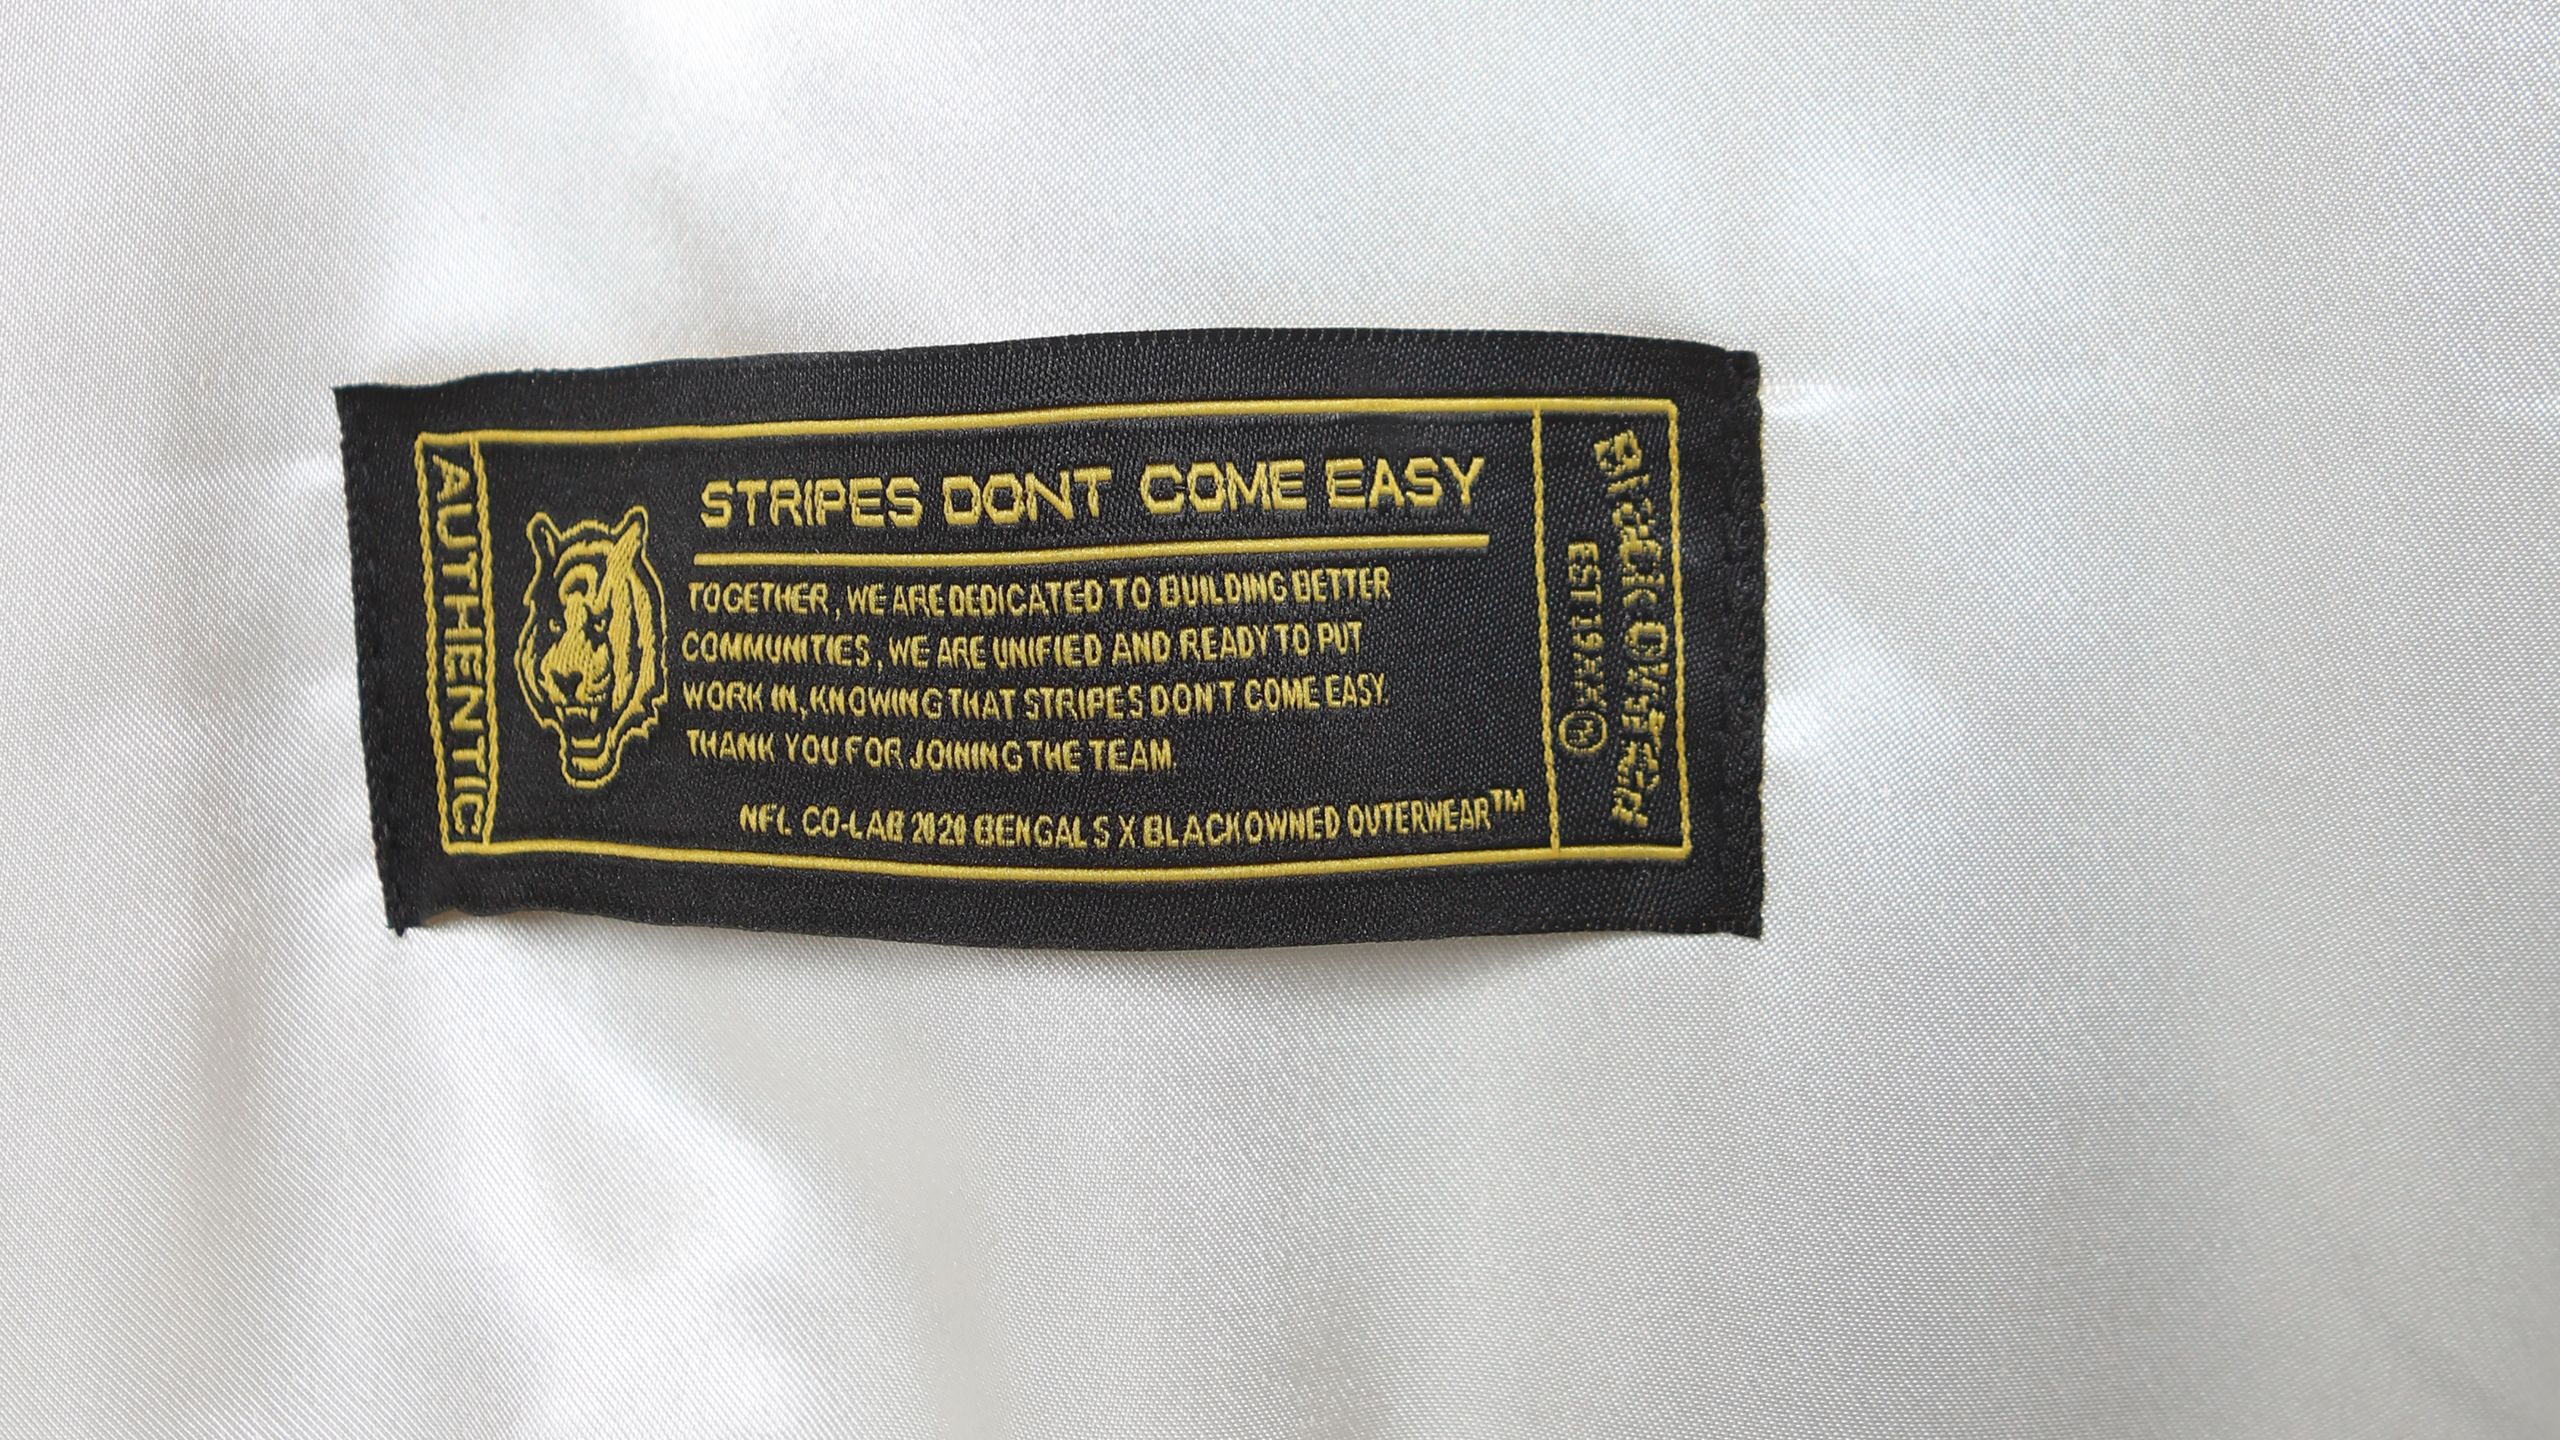 AUTHENTIC
STRIPES DONT COME EASY
TOGETHER, WE ARE DEDICATED TO BUILDING BETTER
COMMUNITIES, WE ARE UNIFIED AND READY TO PUT
WORK IN, KNOWING THAT STRIPES DON'T COME EASY.
THANK YOU FOR JOINING THE TEAM.
NFL CO-LAB 2020 BENGALS X BLACKOWNED OUTERWEAR™
BLACK OWNED
EST 19XX